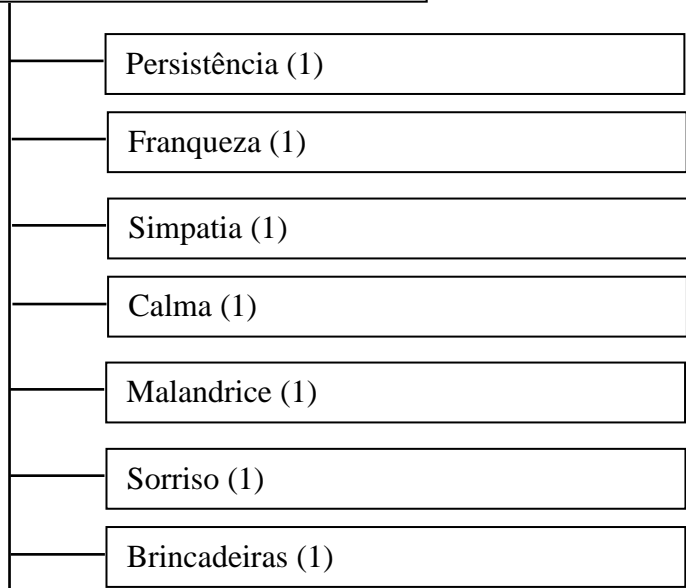 Persistência (1)
Franqueza (1)
Simpatia (1)
Calma (1)
Malandrice (1)
Sorriso (1)
Brincadeiras (1)